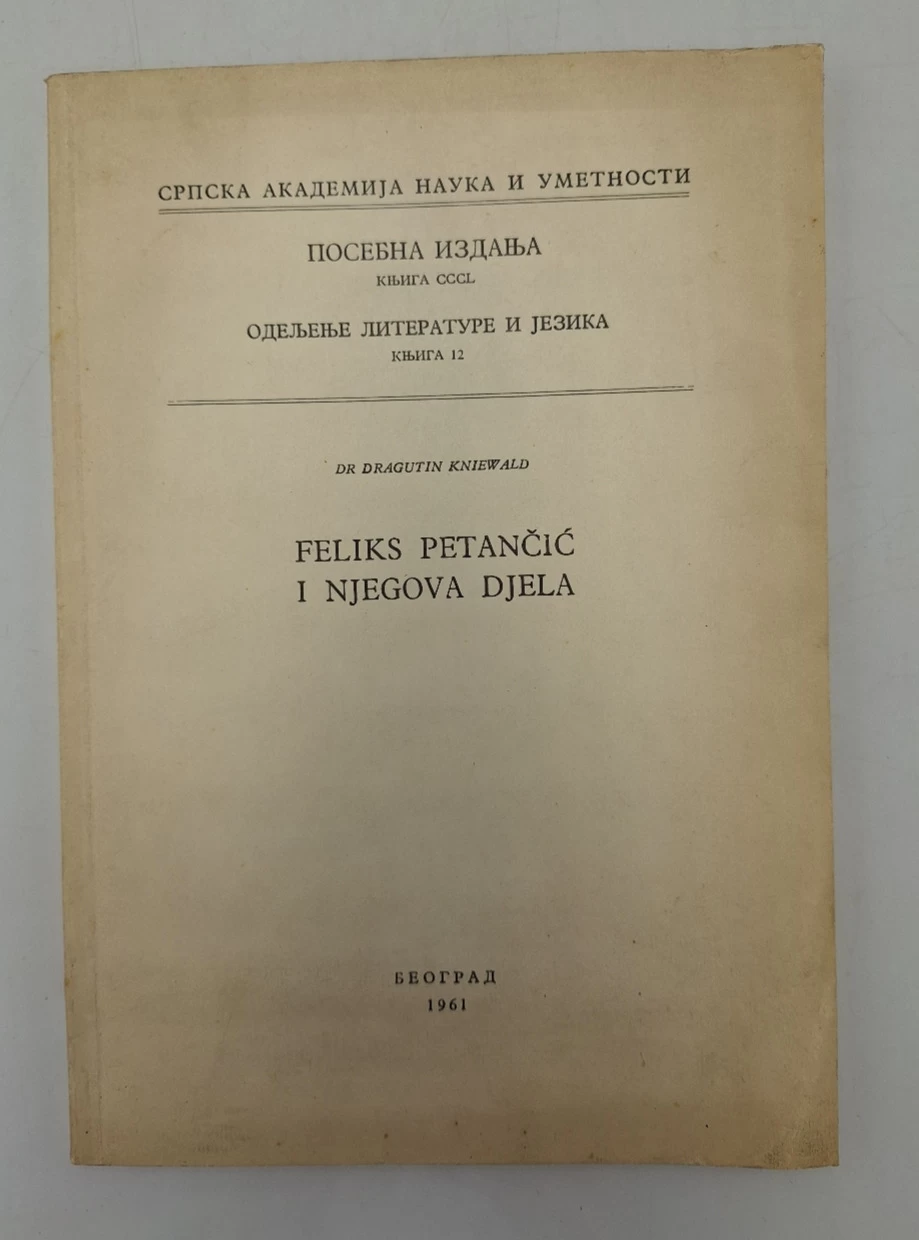 СРПСКА АКАДЕМИЈА НАУКА И УМЕТНОСТИ
ПОСЕБНА ИЗДАЊА
КЊИГА CCCL
ОДЕЉЕЊЕ ЛИТЕРАТУРЕ И ЈЕЗИКА
КЊИГА 12
DR DRAGUTIN KNIEWALD
FELIKS PETANČIĆ
I NJEGOVA DJELA
БЕОГРАД
1961